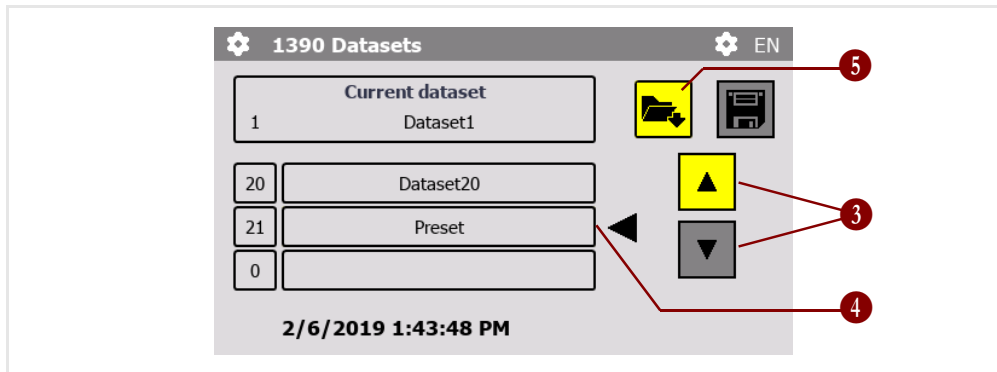 1390 Datasets EN
5
Current dataset
1 Dataset1
20 Dataset20
21 Preset
3
0
4
2/6/2019 1:43:48 PM